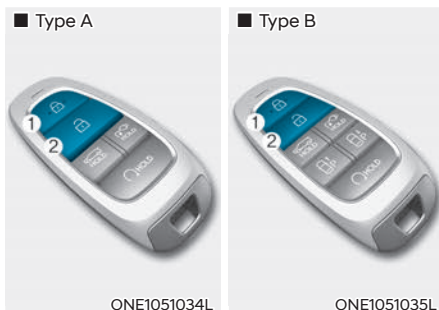 ■ Type A
■ Type B
1
2
HOLD
HOLD
HOLD
1
2
HOLD
P
P
HOLD
ONE1051034L
ONE1051035L